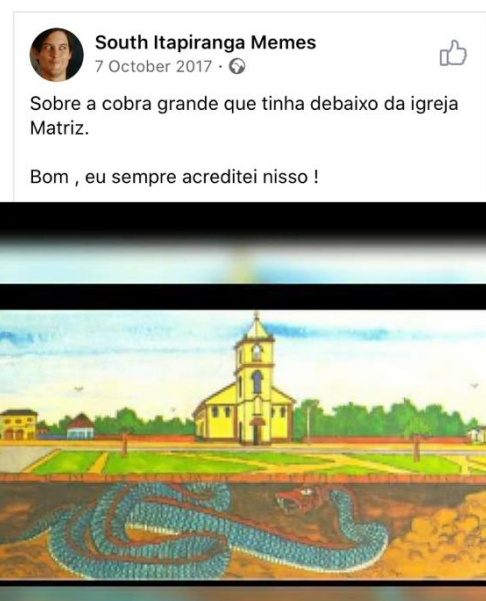 South Itapiranga Memes
7 October 2017 ·
Sobre a cobra grande que tinha debaixo da igreja
Matriz.
Bom , eu sempre acreditei nisso !